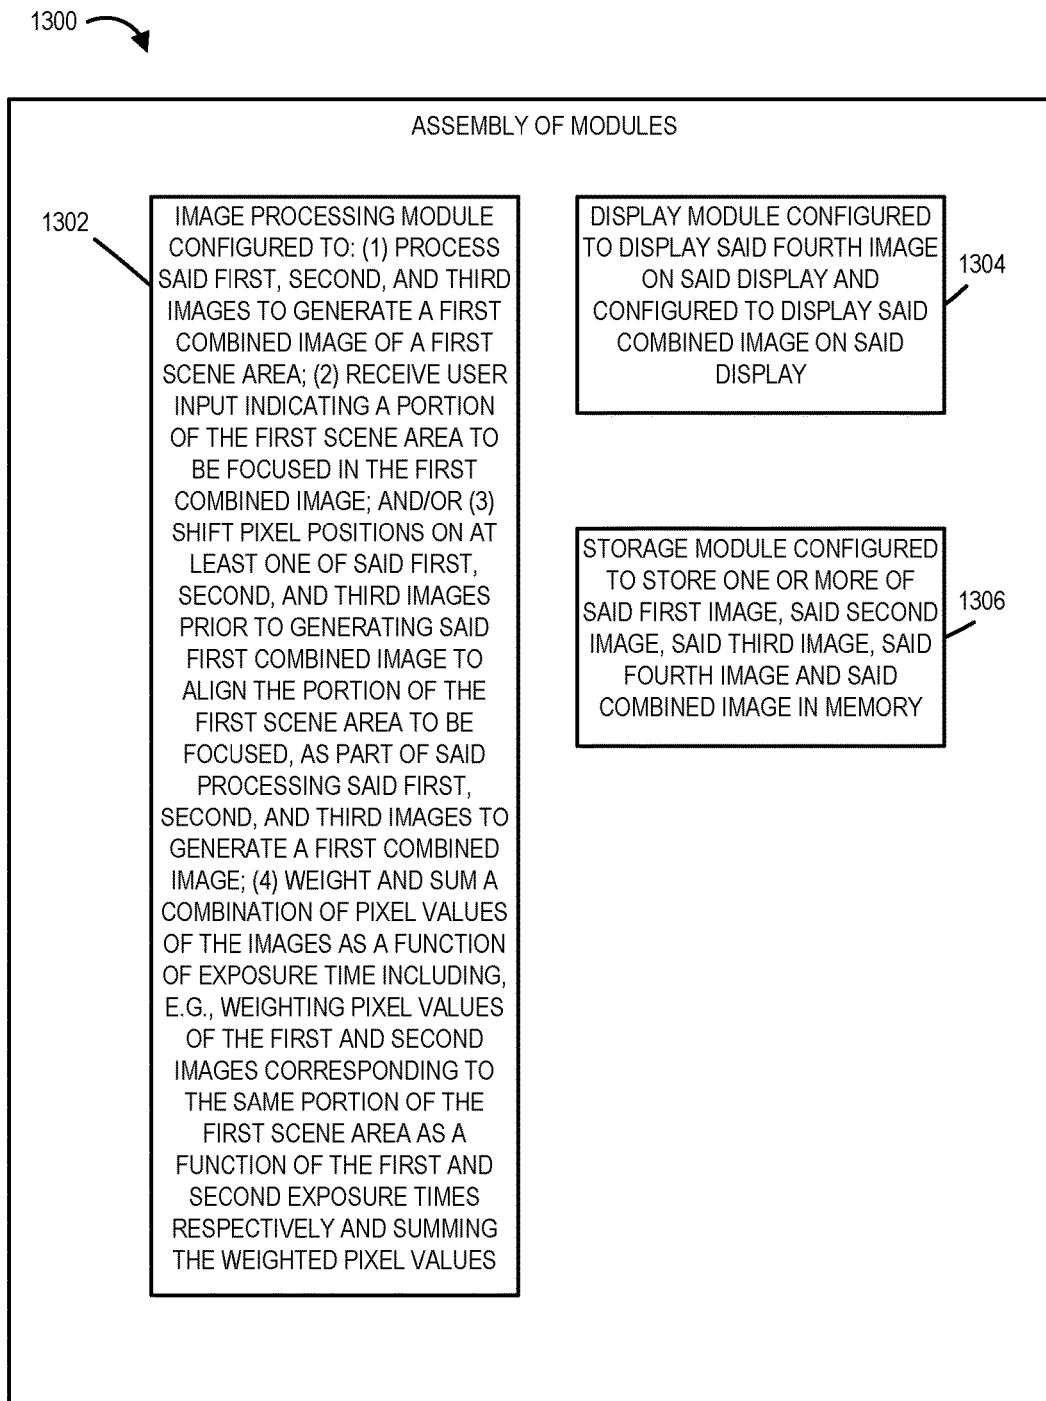 1300
ASSEMBLY OF MODULES
1302
IMAGE PROCESSING MODULE
CONFIGURED TO: (1) PROCESS
SAID FIRST, SECOND, AND THIRD
IMAGES TO GENERATE A FIRST
COMBINED IMAGE OF A FIRST
SCENE AREA; (2) RECEIVE USER
INPUT INDICATING A PORTION
OF THE FIRST SCENE AREA TO
BE FOCUSED IN THE FIRST
COMBINED IMAGE; AND/OR (3)
SHIFT PIXEL POSITIONS ON AT
LEAST ONE OF SAID FIRST,
SECOND, AND THIRD IMAGES
PRIOR TO GENERATING SAID
FIRST COMBINED IMAGE TO
ALIGN THE PORTION OF THE
FIRST SCENE AREA TO BE
FOCUSED, AS PART OF SAID
PROCESSING SAID FIRST,
SECOND, AND THIRD IMAGES TO
GENERATE A FIRST COMBINED
IMAGE; (4) WEIGHT AND SUM A
COMBINATION OF PIXEL VALUES
OF THE IMAGES AS A FUNCTION
OF EXPOSURE TIME INCLUDING,
E.G., WEIGHTING PIXEL VALUES
OF THE FIRST AND SECOND
IMAGES CORRESPONDING TO
THE SAME PORTION OF THE
FIRST SCENE AREA AS A
FUNCTION OF THE FIRST AND
SECOND EXPOSURE TIMES
RESPECTIVELY AND SUMMING
THE WEIGHTED PIXEL VALUES
DISPLAY MODULE CONFIGURED
TO DISPLAY SAID FOURTH IMAGE
ON SAID DISPLAY AND
CONFIGURED TO DISPLAY SAID
COMBINED IMAGE ON SAID
DISPLAY
1304
STORAGE MODULE CONFIGURED
TO STORE ONE OR MORE OF
SAID FIRST IMAGE, SAID SECOND
IMAGE, SAID THIRD IMAGE, SAID
FOURTH IMAGE AND SAID
COMBINED IMAGE IN MEMORY
1306